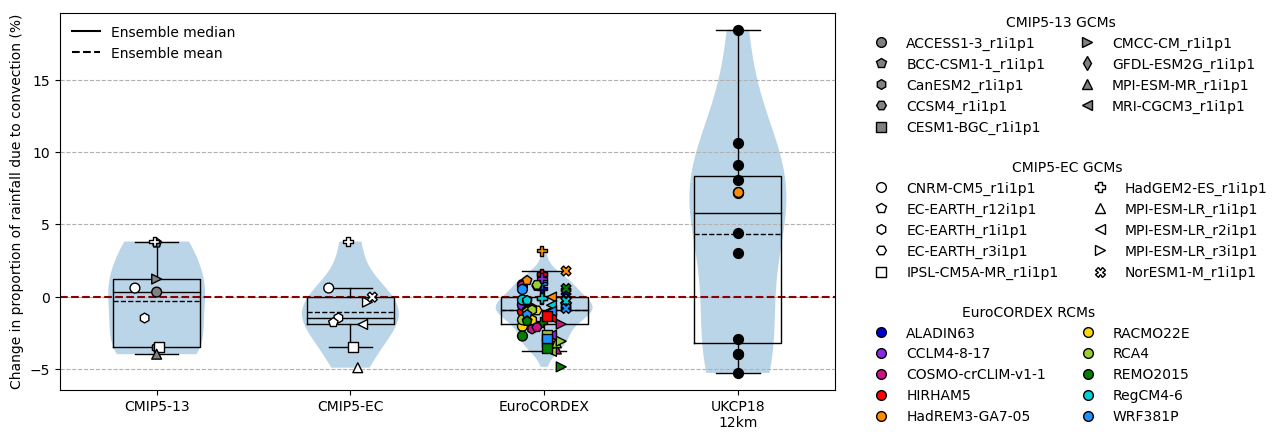 Change in proportion of rainfall due to convection (%)
15
10
5
0
−5
Ensemble median
Ensemble mean
CMIP5-13
CMIP5-EC
EuroCORDEX
UKCP18
12km
CMIP5-13 GCMs
ACCESS1-3_r1i1p1
BCC-CSM1-1_r1i1p1
CanESM2_r1i1p1
CCSM4_r1i1p1
CESM1-BGC_r1i1p1
CMCC-CM_r1i1p1
GFDL-ESM2G_r1i1p1
MPI-ESM-MR_r1i1p1
MRI-CGCM3_r1i1p1
CMIP5-EC GCMs
CNRM-CM5_r1i1p1
EC-EARTH_r12i1p1
EC-EARTH_r1i1p1
EC-EARTH_r3i1p1
IPSL-CM5A-MR_r1i1p1
HadGEM2-ES_r1i1p1
MPI-ESM-LR_r1i1p1
MPI-ESM-LR_r2i1p1
MPI-ESM-LR_r3i1p1
NorESM1-M_r1i1p1
EuroCORDEX RCMs
ALADIN63
CCLM4-8-17
COSMO-crCLIM-v1-1
HIRHAM5
HadREM3-GA7-05
RACMO22E
RCA4
REMO2015
RegCM4-6
WRF381P